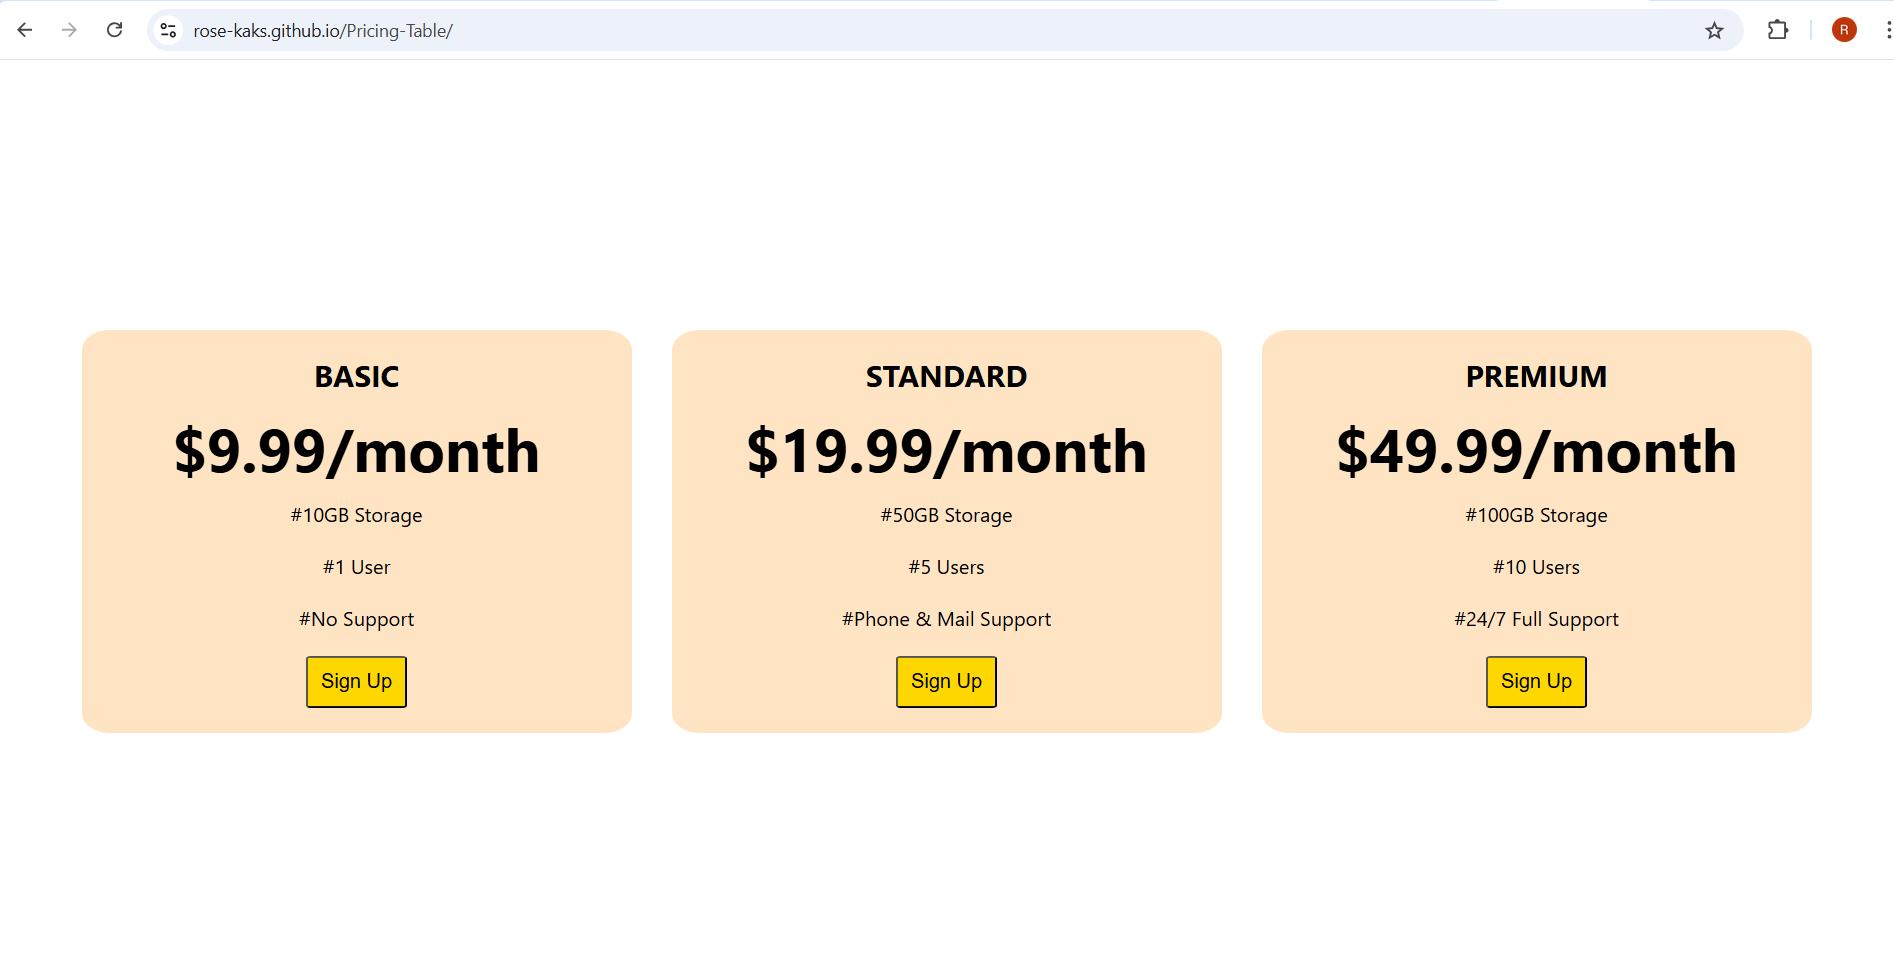 rose-kaks.github.io/Pricing-Table/
R
BASIC
$9.99/month
#10GB Storage
#1 User
#No Support
Sign Up
STANDARD
$19.99/month
#50GB Storage
#5 Users
#Phone & Mail Support
Sign Up
PREMIUM
$49.99/month
#100GB Storage
#10 Users
#24/7 Full Support
Sign Up